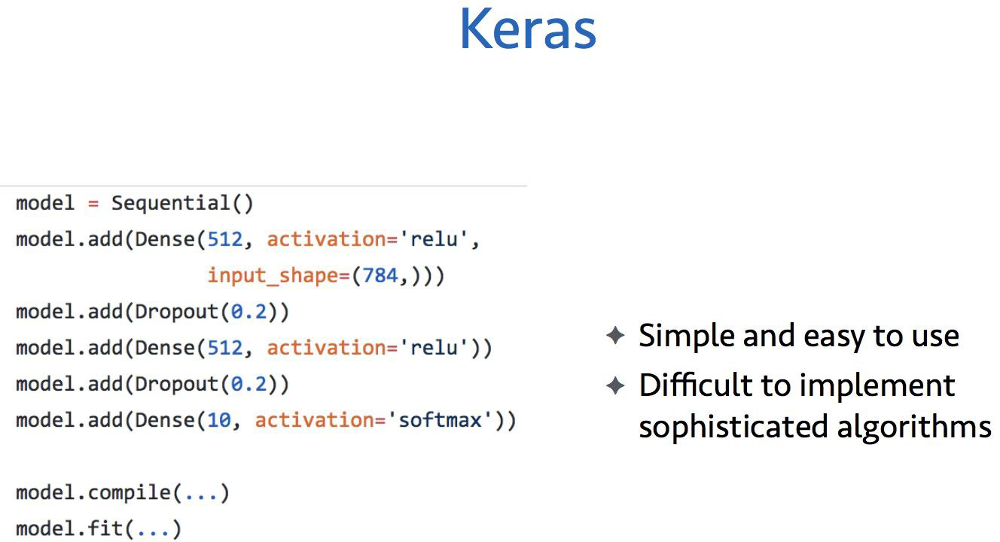 Keras
model = Sequential()
model.add(Dense(512, activation='relu',
input_shape=(784,)))
model.add(Dropout(0.2))
model.add(Dense(512, activation='relu'))
model.add(Dropout(0.2))
model.add(Dense(10, activation='softmax'))
model.compile(...)
model.fit(...)
✦ Simple and easy to use
✦ Difficult to implement
sophisticated algorithms